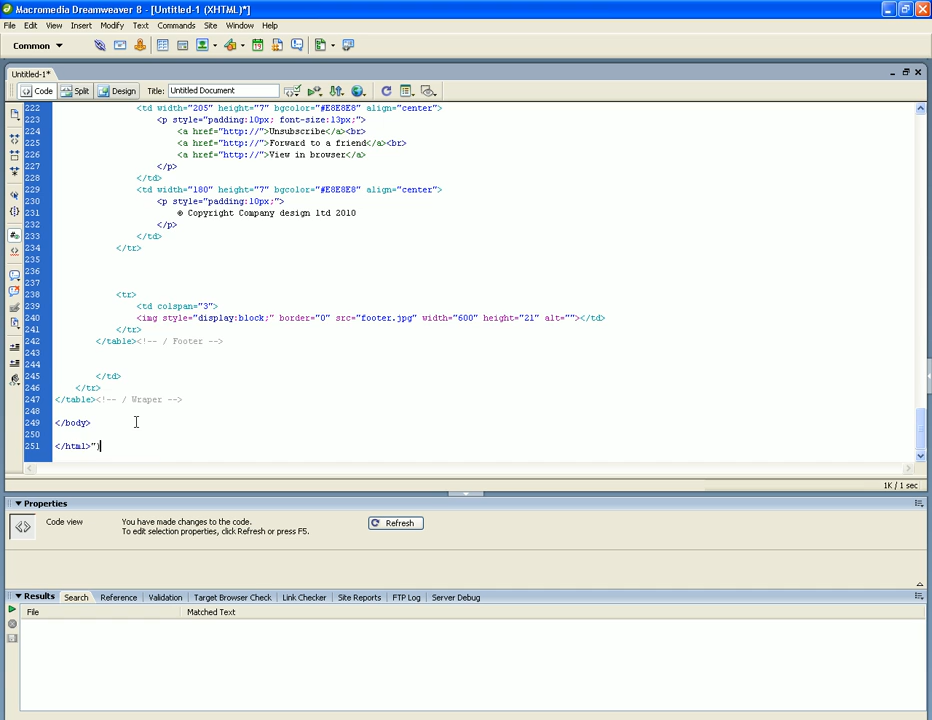 Macromedia Dreamweaver 8 - [Untitled-1 (XHTML)*]
File Edit View Insert Modify Text Commands Site Window Help
Common
Untitled-1*
Code Split Design Title: Untitled Document
222 <td width="205" height="7" bgcolor="#E8E8E8" align="center">
223 <p style="padding:10px; font-size:13px;">
224 <a href="http://">Unsubscribe</a><br>
225 <a href="http://">Forward to a friend</a><br>
226 <a href="http://">View in browser</a>
227 </p>
228 </td>
229 <td width="180" height="7" bgcolor="#E8E8E8" align="center">
230 <p style="padding:10px;">
231 © Copyright Company design ltd 2010
232 </p>
233 </td>
234 </tr>
235
236
237
238 <tr>
239 <td colspan="3">
240 <img style="display:block;" border="0" src="footer.jpg" width="600" height="21" alt=""></td>
241 </tr>
242 </table><!-- / Footer -->
243
244
245 </td>
246 </tr>
247 </table><!-- / Wraper -->
248
249 </body>
250
251 </html>")
1K / 1 sec
Properties
Code view You have made changes to the code. Refresh
To edit selection properties, click Refresh or press F5.
Results Search Reference Validation Target Browser Check Link Checker Site Reports FTP Log Server Debug
File Matched Text